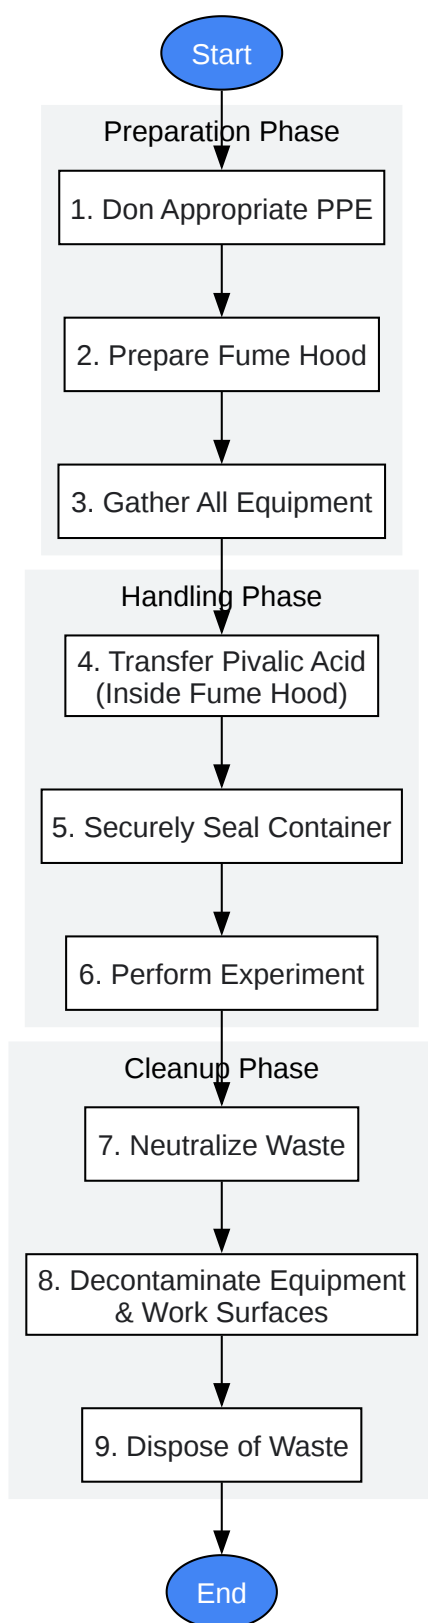 Start
Preparation Phase
1. Don Appropriate PPE
2. Prepare Fume Hood
3. Gather All Equipment
Handling Phase
4. Transfer Pivalic Acid
(Inside Fume Hood)
5. Securely Seal Container
6. Perform Experiment
Cleanup Phase
7. Neutralize Waste
8. Decontaminate Equipment
& Work Surfaces
9. Dispose of Waste
End